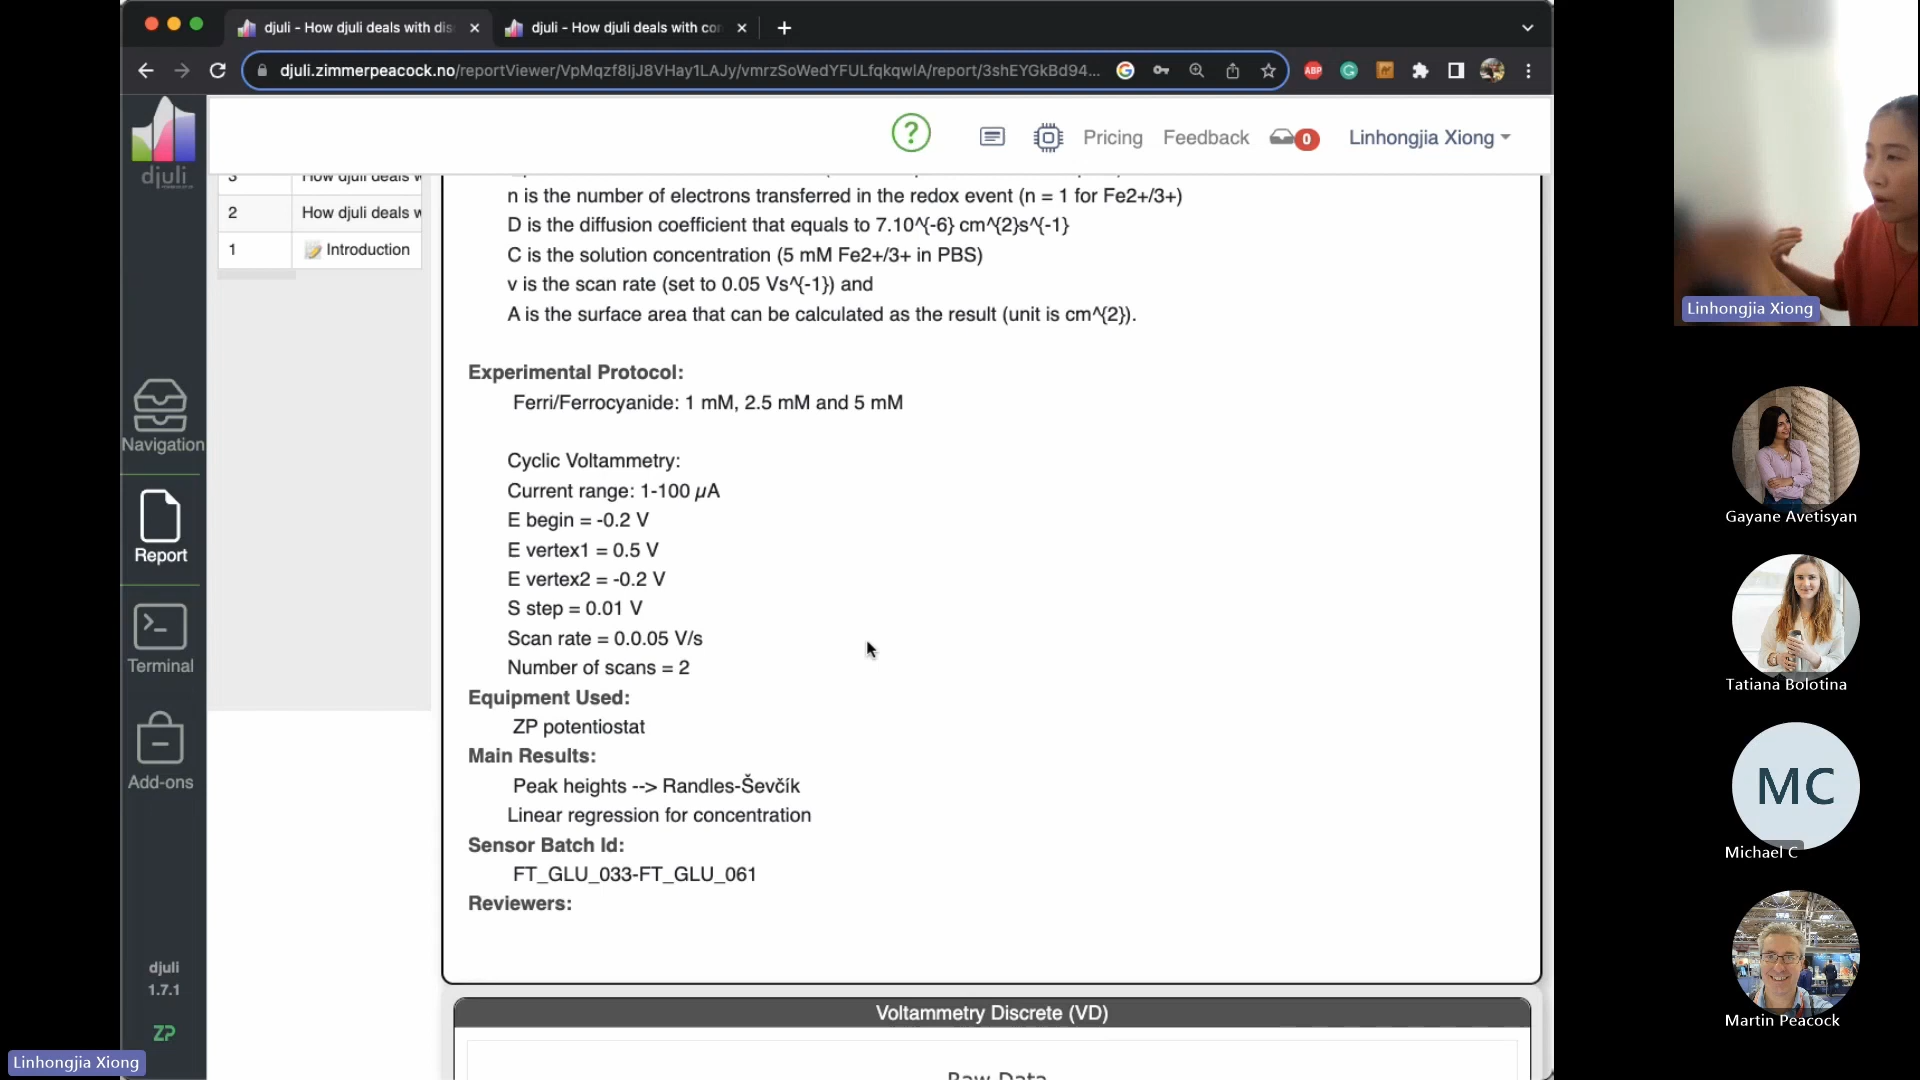 djuli - How djuli deals with dis
djuli - How djuli deals with cor
djuli.zimmerpeacock.no/reportViewer/VpMqzf8IjJ8VHay1LAJy/vmrzSoWedYFULfqkqwIA/report/3shEYGkBd94...
ABP
djuli
?
Pricing
Feedback
0
Linhongjia Xiong
3
How djuli deals w
2
How djuli deals w
1
📝 Introduction
n is the number of electrons transferred in the redox event (n = 1 for Fe2+/3+)
D is the diffusion coefficient that equals to 7.10^{-6} cm^{2}s^{-1}
C is the solution concentration (5 mM Fe2+/3+ in PBS)
v is the scan rate (set to 0.05 Vs^{-1}) and
A is the surface area that can be calculated as the result (unit is cm^{2}).
Experimental Protocol:
Ferri/Ferrocyanide: 1 mM, 2.5 mM and 5 mM
Cyclic Voltammetry:
Current range: 1-100 µA
E begin = -0.2 V
E vertex1 = 0.5 V
E vertex2 = -0.2 V
S step = 0.01 V
Scan rate = 0.0.05 V/s
Number of scans = 2
Equipment Used:
ZP potentiostat
Main Results:
Peak heights --> Randles-Ševčík
Linear regression for concentration
Sensor Batch Id:
FT_GLU_033-FT_GLU_061
Reviewers:
Voltammetry Discrete (VD)
Raw Data
Navigation
Report
Terminal
Add-ons
djuli
1.7.1
ZP
Linhongjia Xiong
Linhongjia Xiong
Gayane Avetisyan
Tatiana Bolotina
MC
Michael C
Martin Peacock